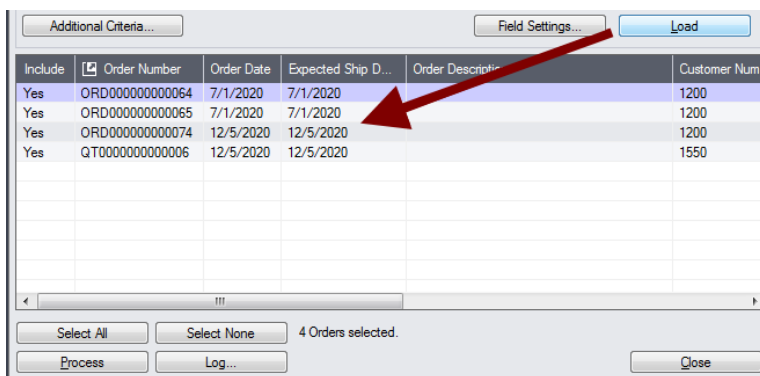 Additional Criteria... Field Settings... Load
Include Order Number Order Date Expected Ship D... Order Customer Num
Yes ORD000000000064 7/1/2020 7/1/2020 1200
Yes ORD000000000065 7/1/2020 7/1/2020 1200
Yes ORD000000000074 12/5/2020 12/5/2020 1200
Yes QT0000000000006 12/5/2020 12/5/2020 1550
Select All Select None 4 Orders selected.
Process Log... Close